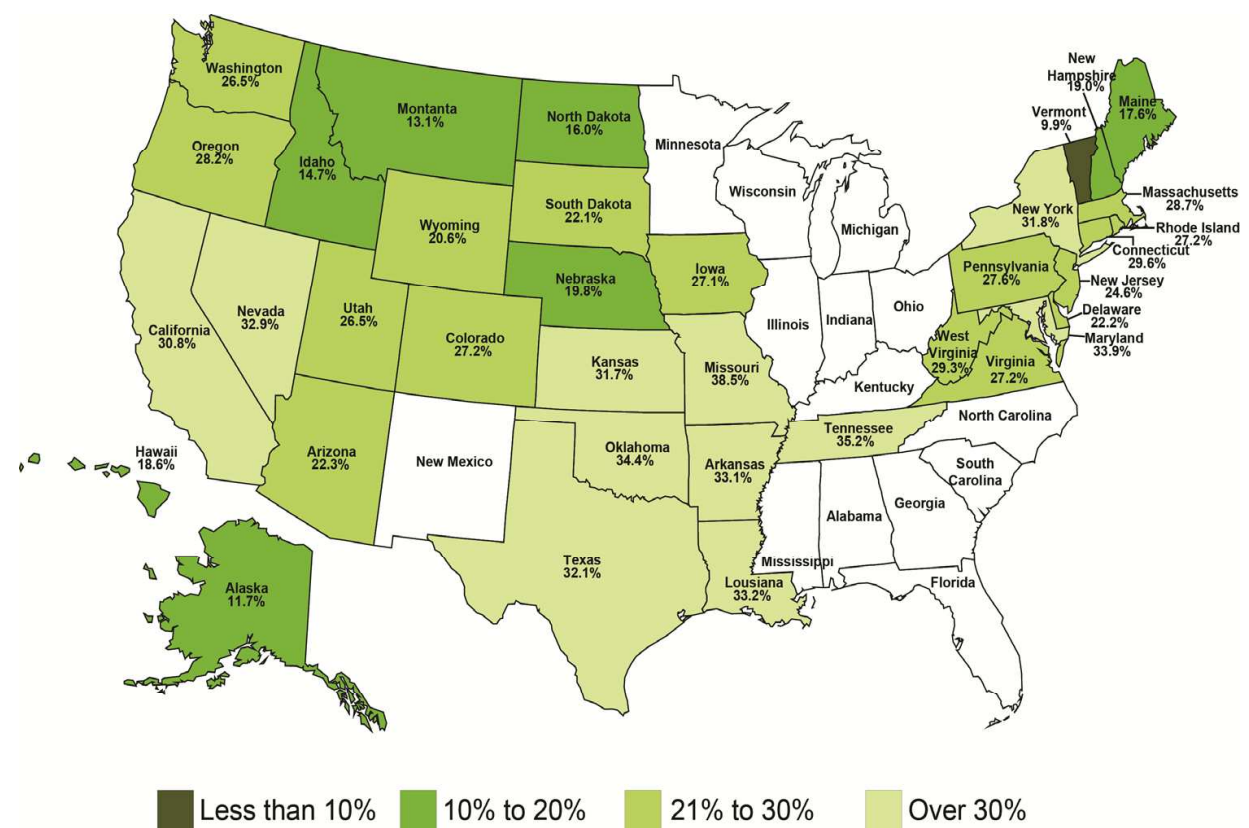 Washington
26.5%
Oregon
28.2%
Idaho
14.7%
Montanta
13.1%
North Dakota
16.0%
Minnesota
South Dakota
22.1%
Wyoming
20.6%
Nebraska
19.8%
Iowa
27.1%
Wisconsin
Michigan
New
Hampshire
19.0%
Vermont
9.9%
Maine
17.6%
New York
31.8%
Massachusetts
28.7%
Rhode Island
27.2%
Connecticut
29.6%
Pennsylvania
27.6%
New Jersey
24.6%
Delaware
22.2%
Maryland
33.9%
California
30.8%
Nevada
32.9%
Utah
26.5%
Colorado
27.2%
Kansas
31.7%
Missouri
38.5%
Illinois
Indiana
Ohio
West
Virginia
29.3%
Virginia
27.2%
Kentucky
North Carolina
Tennessee
35.2%
Hawaii
18.6%
Arizona
22.3%
New Mexico
Oklahoma
34.4%
Arkansas
33.1%
South
Carolina
Georgia
Alabama
Mississippi
Texas
32.1%
Lousiana
33.2%
Florida
Alaska
11.7%
Less than 10%
10% to 20%
21% to 30%
Over 30%